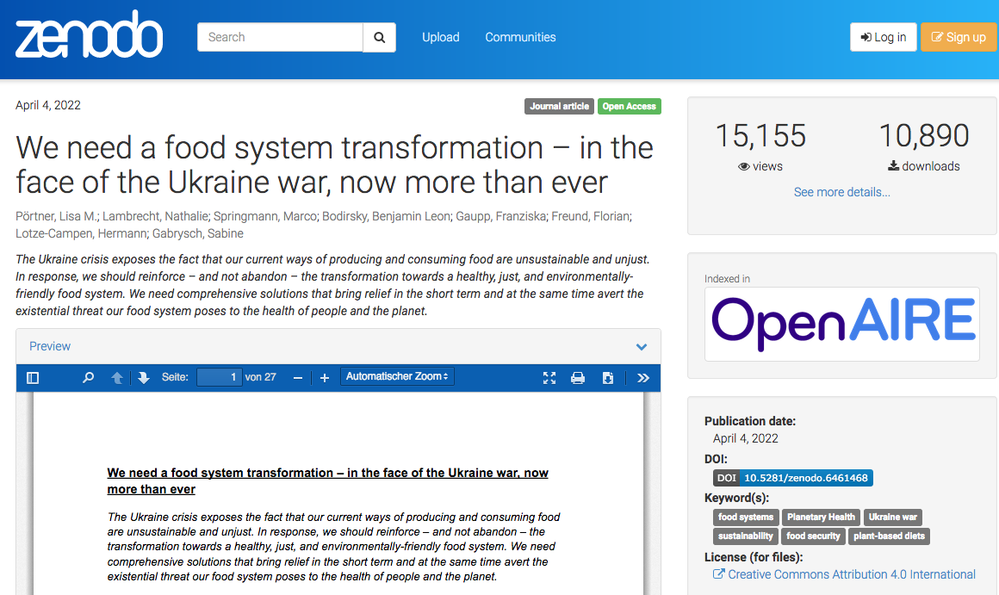 zenodo
Search
Upload
Communities
Log in
Sign up
April 4, 2022
Journal article
Open Access
We need a food system transformation – in the
face of the Ukraine war, now more than ever
Pörtner, Lisa M.; Lambrecht, Nathalie; Springmann, Marco; Bodirsky, Benjamin Leon; Gaupp, Franziska; Freund, Florian;
Lotze-Campen, Hermann; Gabrysch, Sabine
The Ukraine crisis exposes the fact that our current ways of producing and consuming food are unsustainable and unjust.
In response, we should reinforce – and not abandon – the transformation towards a healthy, just, and environmentally-
friendly food system. We need comprehensive solutions that bring relief in the short term and at the same time avert the
existential threat our food system poses to the health of people and the planet.
Preview
Seite: 1 von 27 Automatischer Zoom
We need a food system transformation – in the face of the Ukraine war, now
more than ever
The Ukraine crisis exposes the fact that our current ways of producing and consuming food
are unsustainable and unjust. In response, we should reinforce – and not abandon – the
transformation towards a healthy, just, and environmentally-friendly food system. We need
comprehensive solutions that bring relief in the short term and at the same time avert the
existential threat our food system poses to the health of people and the planet.
15,155 10,890
views downloads
See more details...
Indexed in
OpenAIRE
Publication date:
April 4, 2022
DOI:
DOI 10.5281/zenodo.6461468
Keyword(s):
food systems Planetary Health Ukraine war
sustainability food security plant-based diets
License (for files):
Creative Commons Attribution 4.0 International